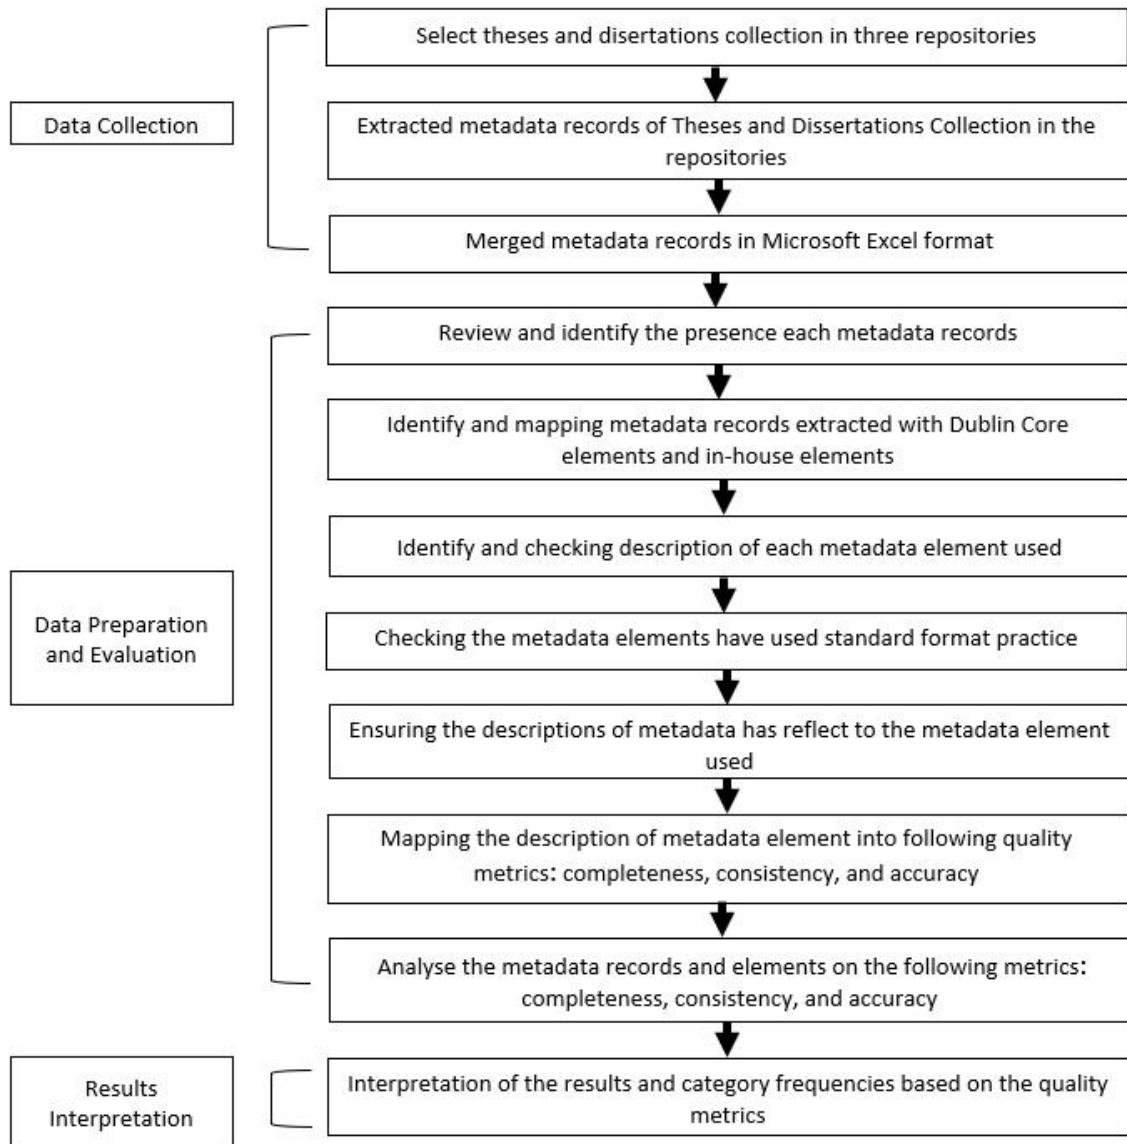 Select theses and disertations collection in three repositories
Data Collection
Extracted metadata records of Theses and Dissertations Collection in the
repositories
Merged metadata records in Microsoft Excel format
Review and identify the presence each metadata records
Identify and mapping metadata records extracted with Dublin Core
elements and in-house elements
Identify and checking description of each metadata element used
Data Preparation
and Evaluation
Checking the metadata elements have used standard format practice
Ensuring the descriptions of metadata has reflect to the metadata element
used
Mapping the description of metadata element into following quality
metrics: completeness, consistency, and accuracy
Analyse the metadata records and elements on the following metrics:
completeness, consistency, and accuracy
Results
Interpretation
Interpretation of the results and category frequencies based on the quality
metrics